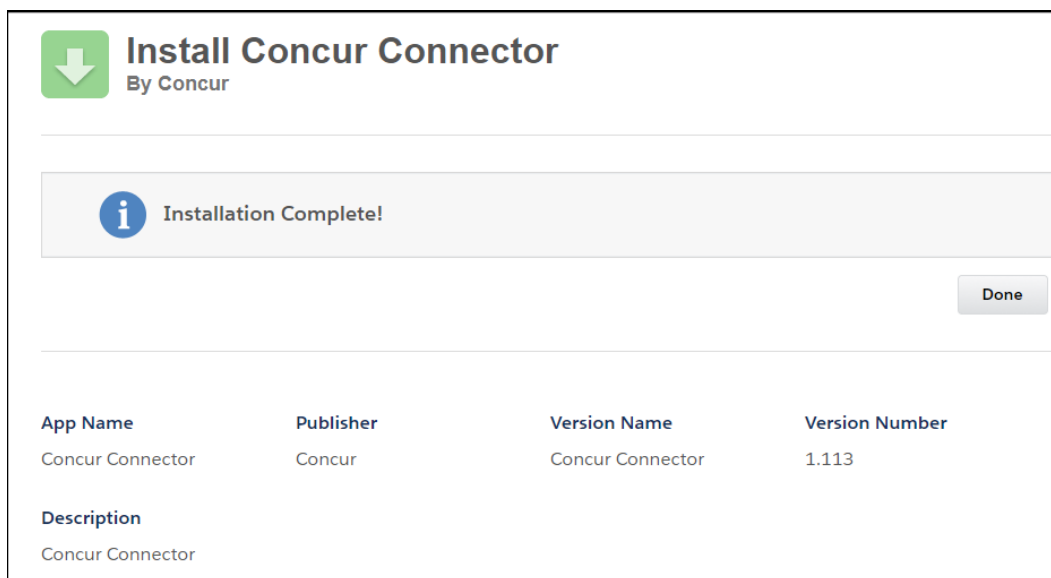 Install Concur Connector
By Concur
Installation Complete!
Done
App Name Publisher Version Name Version Number
Concur Connector Concur Concur Connector 1.113
Description
Concur Connector